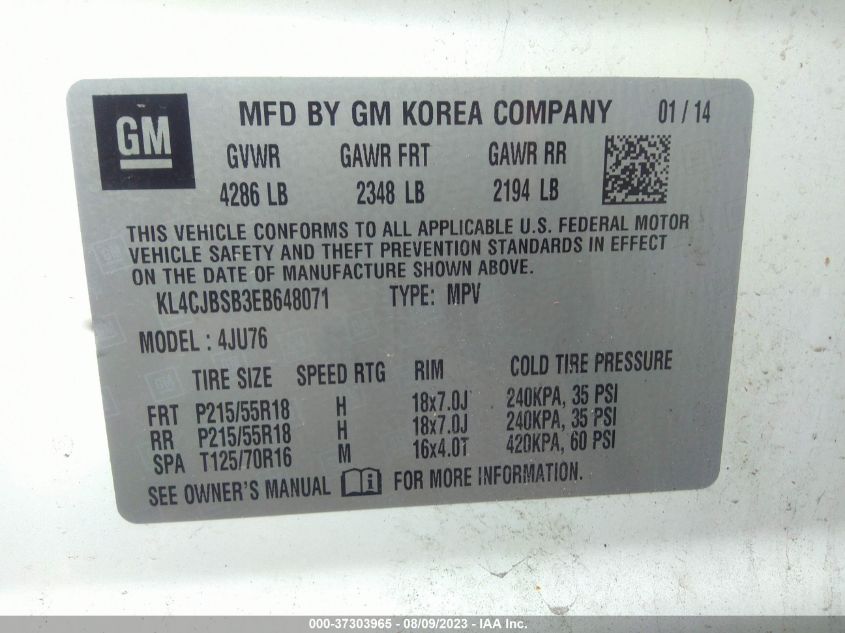 GM
MFD BY GM KOREA COMPANY 01 / 14
GVWR GAWR FRT GAWR RR
4286 LB 2348 LB 2194 LB
THIS VEHICLE CONFORMS TO ALL APPLICABLE U.S. FEDERAL MOTOR
VEHICLE SAFETY AND THEFT PREVENTION STANDARDS IN EFFECT
ON THE DATE OF MANUFACTURE SHOWN ABOVE.
KL4CJBSB3EB648071 TYPE: MPV
MODEL : 4JU76
TIRE SIZE SPEED RTG RIM COLD TIRE PRESSURE
FRT P215/55R18 H 18x7.0J 240KPA, 35 PSI
RR P215/55R18 H 18x7.0J 240KPA, 35 PSI
SPA T125/70R16 M 16x4.0T 420KPA, 60 PSI
SEE OWNER'S MANUAL i FOR MORE INFORMATION.
000-37303965 - 08/09/2023 - IAA Inc.